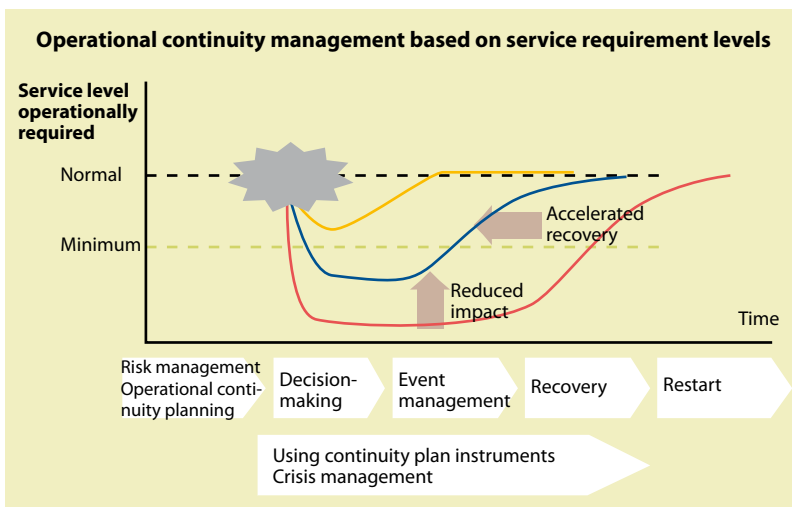 Operational continuity management based on service requirement levels
Service level
operationally
required
Normal
Minimum
Accelerated
recovery
Reduced
impact
Time
Risk management
Operational conti-
nuity planning
Decision-
making
Event
management
Recovery
Restart
Using continuity plan instruments
Crisis management